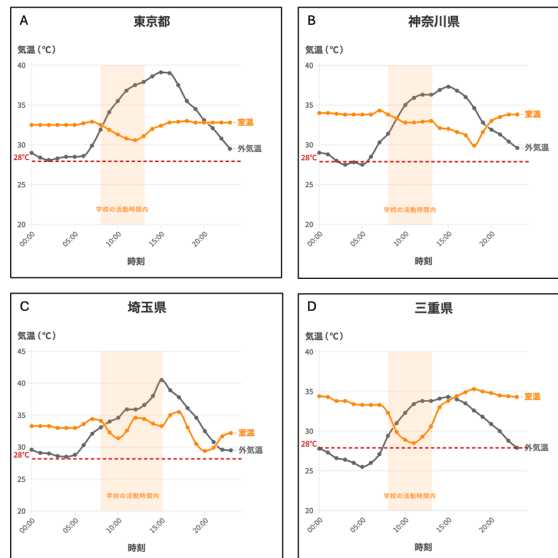 A
東京都
気温 (℃)
40
35
30
28℃
25
20
室温
外気温
学校の活動時間内
00:00
05:00
10:00
15:00
20:00
時刻
B
神奈川県
気温 (℃)
40
35
30
28℃
25
20
室温
外気温
学校の活動時間内
00:00
05:00
10:00
15:00
20:00
時刻
C
埼玉県
気温 (℃)
45
40
35
30
28℃
25
20
室温
外気温
学校の活動時間内
00:00
05:00
10:00
15:00
20:00
時刻
D
三重県
気温 (℃)
40
35
30
28℃
25
20
室温
外気温
学校の活動時間内
00:00
05:00
10:00
15:00
20:00
時刻